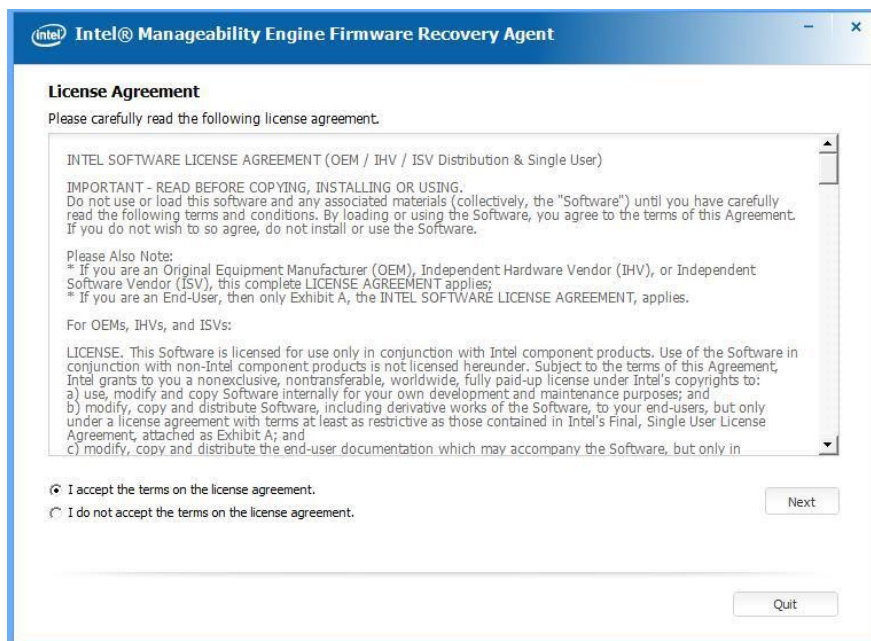 intel Intel® Manageability Engine Firmware Recovery Agent
License Agreement
Please carefully read the following license agreement.
INTEL SOFTWARE LICENSE AGREEMENT (OEM / IHV / ISV Distribution & Single User)
IMPORTANT - READ BEFORE COPYING, INSTALLING OR USING.
Do not use or load this software and any associated materials (collectively, the "Software") until you have carefully
read the following terms and conditions. By loading or using the Software, you agree to the terms of this Agreement.
If you do not wish to so agree, do not install or use the Software.
Please Also Note:
* If you are an Original Equipment Manufacturer (OEM), Independent Hardware Vendor (IHV), or Independent
Software Vendor (ISV), this complete LICENSE AGREEMENT applies;
* If you are an End-User, then only Exhibit A, the INTEL SOFTWARE LICENSE AGREEMENT, applies.
For OEMs, IHVs, and ISVs:
LICENSE. This Software is licensed for use only in conjunction with Intel component products. Use of the Software in
conjunction with non-Intel component products is not licensed hereunder. Subject to the terms of this Agreement,
Intel grants to you a nonexclusive, nontransferable, worldwide, fully paid-up license under Intel's copyrights to:
a) use, modify and copy Software internally for your own development and maintenance purposes; and
b) modify, copy and distribute Software, including derivative works of the Software, to your end-users, but only
under a license agreement with terms at least as restrictive as those contained in Intel's Final, Single User License
Agreement, attached as Exhibit A; and
c) modify, copy and distribute the end-user documentation which may accompany the Software, but only in
I accept the terms on the license agreement.
I do not accept the terms on the license agreement.
Next
Quit